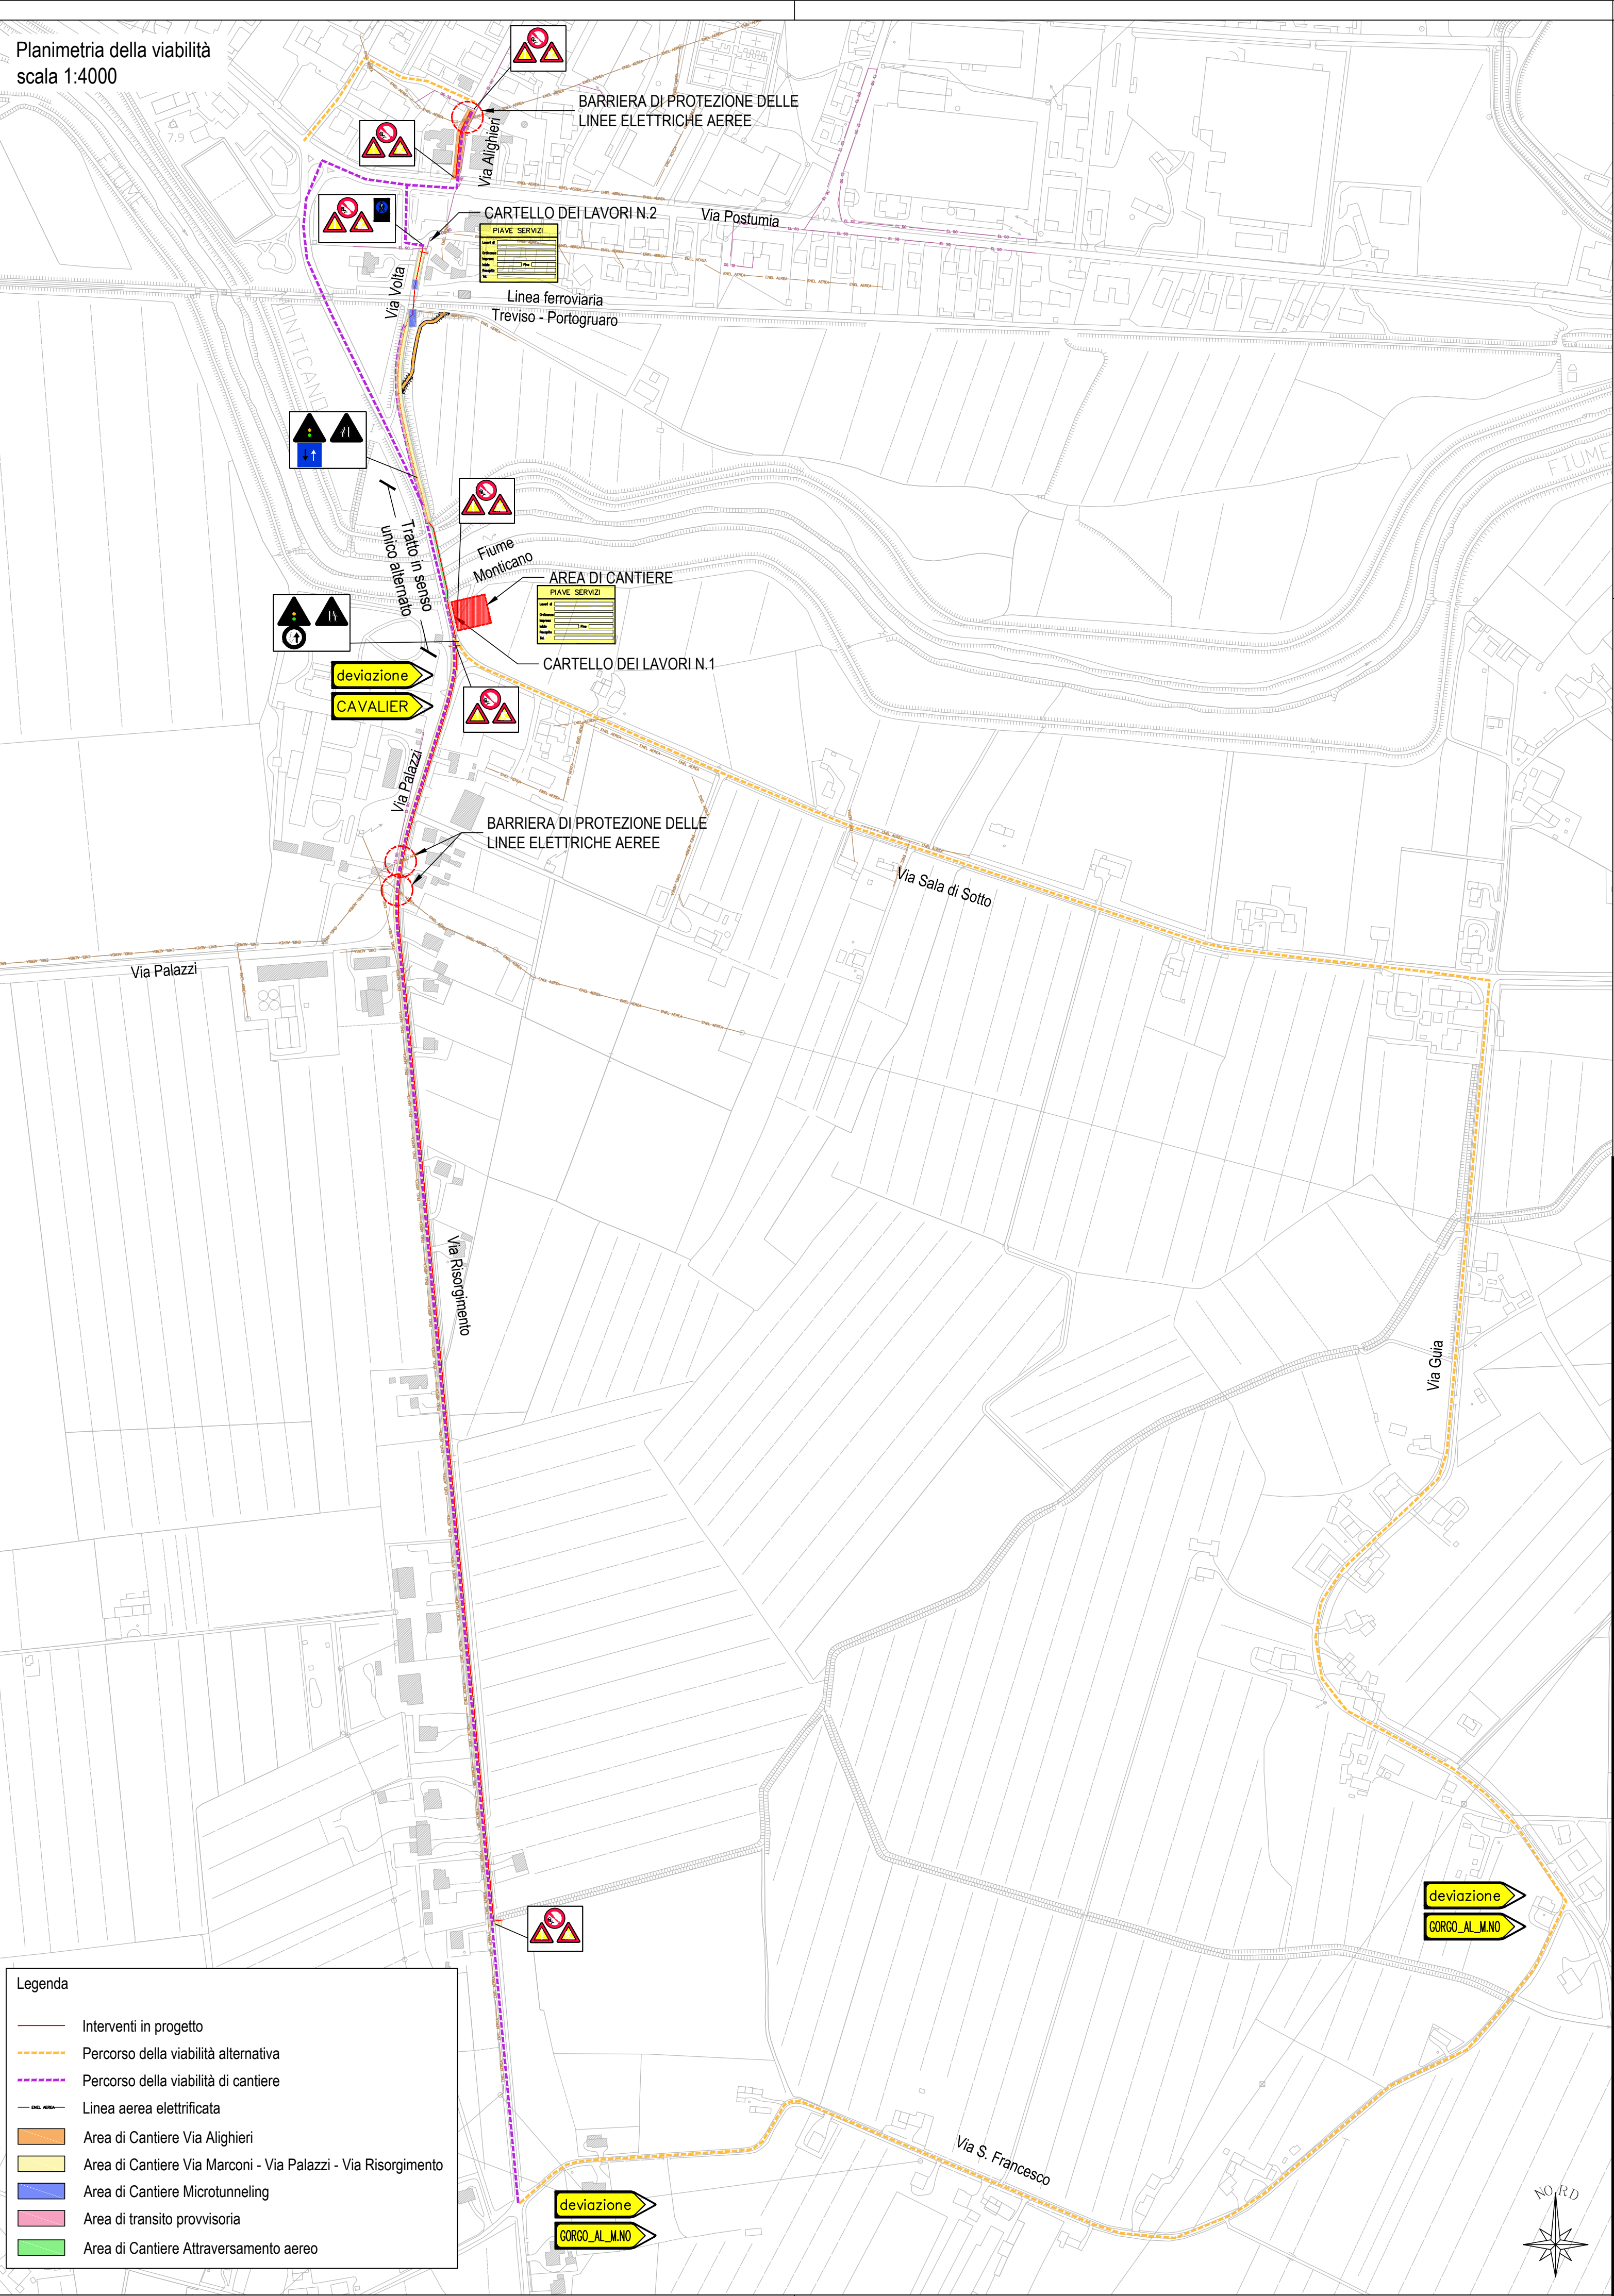 Planimetria della viabilità
scala 1:4000
BARRIERA DI PROTEZIONE DELLE
LINEE ELETTRICHE AEREE
Via Alighieri
7.9
FIUME
CARTELLO DEI LAVORI N.2
PIAVE SERVIZI
Via Postumia
Via Volta
Linea ferroviaria
Treviso - Portogruaro
FIUME
Tratto in senso
unico alternato
Fiume
Monticano
AREA DI CANTIERE
PIAVE SERVIZI
CARTELLO DEI LAVORI N.1
deviazione
CAVALIER
Via Palazzi
BARRIERA DI PROTEZIONE DELLE
LINEE ELETTRICHE AEREE
Via Sala di Sotto
Via Palazzi
Via Risorgimento
Via Guia
deviazione
GORGO_AL_M.NO
Legenda
Interventi in progetto
Percorso della viabilità alternativa
Percorso della viabilità di cantiere
ENEL AEREA
Linea aerea elettrificata
Area di Cantiere Via Alighieri
Area di Cantiere Via Marconi - Via Palazzi - Via Risorgimento
Area di Cantiere Microtunneling
Area di transito provvisoria
Area di Cantiere Attraversamento aereo
Via S. Francesco
deviazione
GORGO_AL_M.NO
NORD